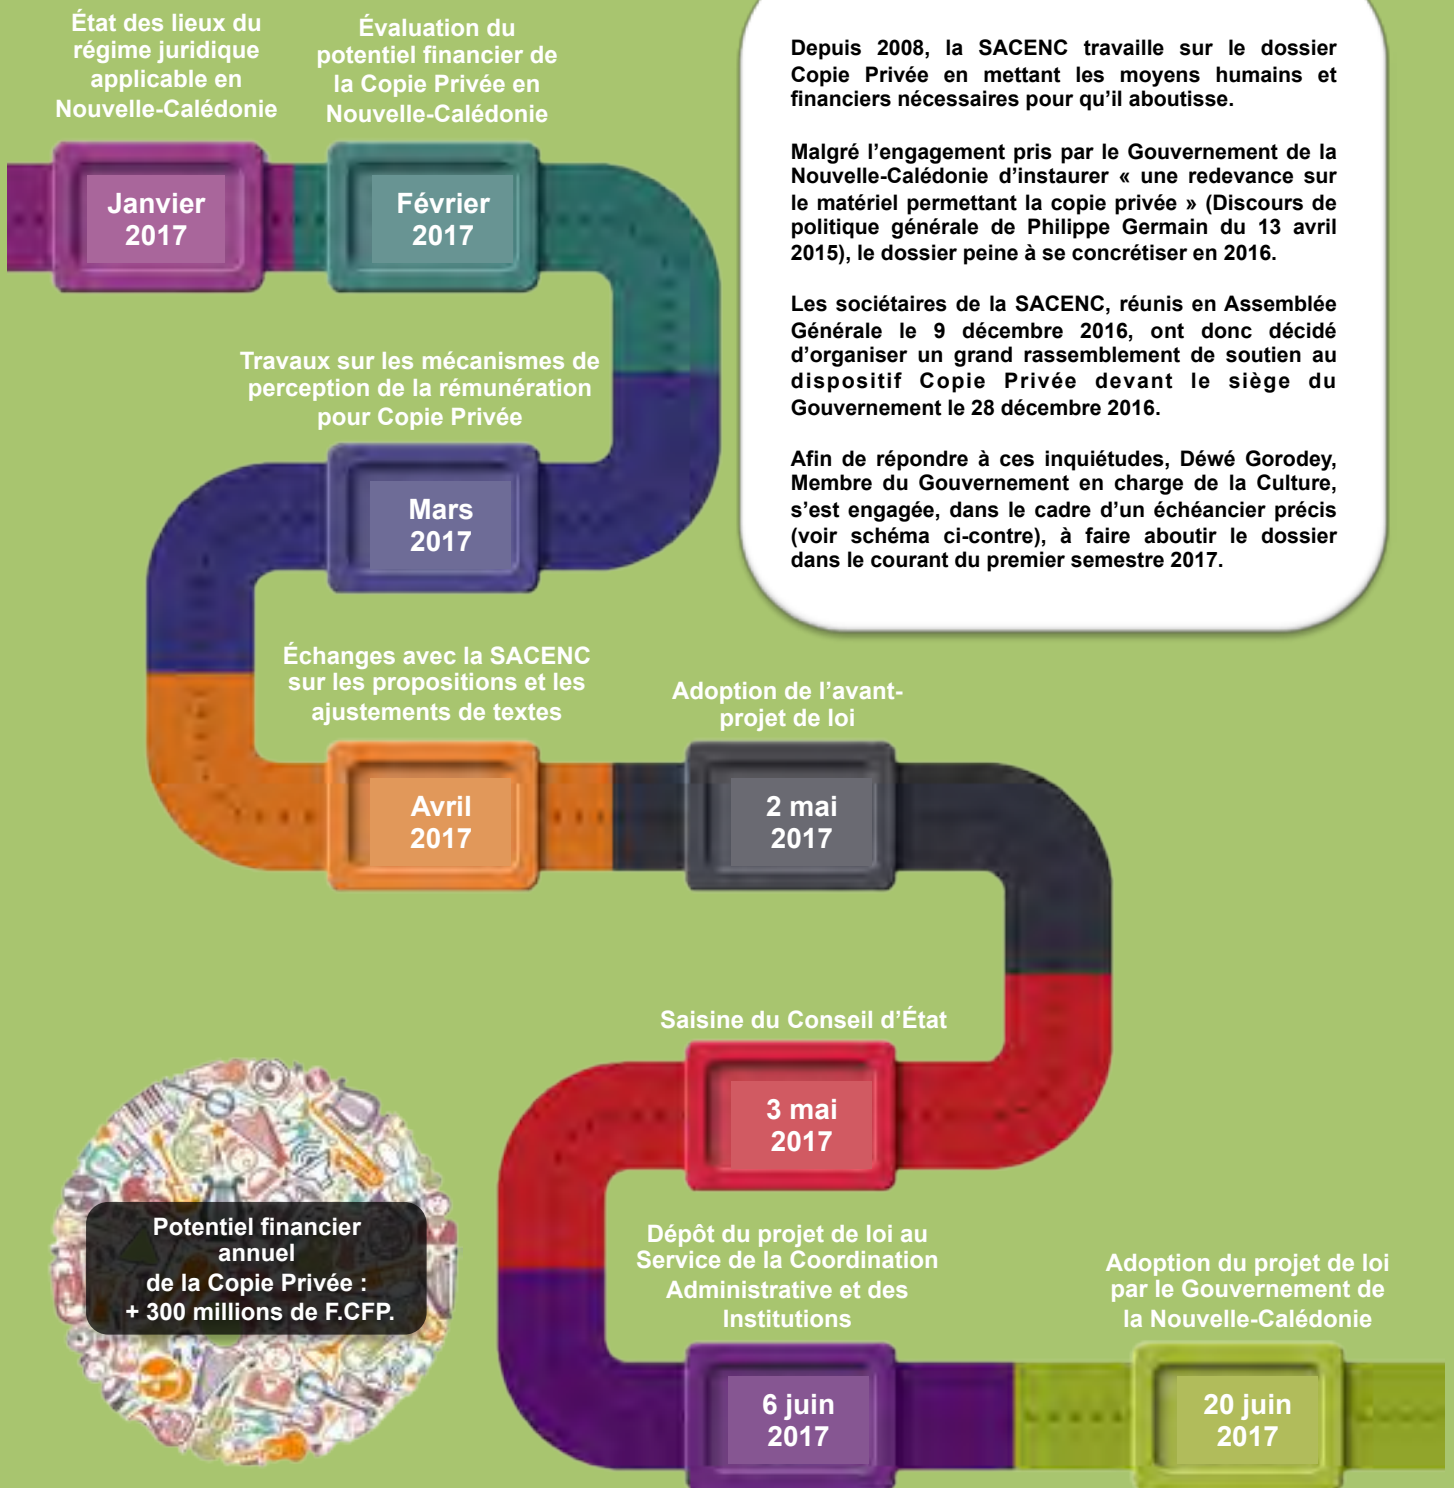 État des lieux du
régime juridique
applicable en
Nouvelle-Calédonie
Janvier
2017
Évaluation du
potentiel financier de
la Copie Privée en
Nouvelle-Calédonie
Février
2017
Depuis 2008, la SACENC travaille sur le dossier
Copie Privée en mettant les moyens humains et
financiers nécessaires pour qu’il aboutisse.
Malgré l’engagement pris par le Gouvernement de la
Nouvelle-Calédonie d’instaurer « une redevance sur
le matériel permettant la copie privée » (Discours de
politique générale de Philippe Germain du 13 avril
2015), le dossier peine à se concrétiser en 2016.
Les sociétaires de la SACENC, réunis en Assemblée
Générale le 9 décembre 2016, ont donc décidé
d’organiser un grand rassemblement de soutien au
dispositif Copie Privée devant le siège du
Gouvernement le 28 décembre 2016.
Afin de répondre à ces inquiétudes, Déwé Gorodey,
Membre du Gouvernement en charge de la Culture,
s’est engagée, dans le cadre d’un échéancier précis
(voir schéma ci-contre), à faire aboutir le dossier
dans le courant du premier semestre 2017.
Travaux sur les mécanismes de
perception de la rémunération
pour Copie Privée
Mars
2017
Échanges avec la SACENC
sur les propositions et les
ajustements de textes
Avril
2017
Adoption de l’avant-
projet de loi
2 mai
2017
Saisine du Conseil d’État
3 mai
2017
Potentiel financier
annuel
de la Copie Privée :
+ 300 millions de F.CFP.
Dépôt du projet de loi au
Service de la Coordination
Administrative et des
Institutions
6 juin
2017
Adoption du projet de loi
par le Gouvernement de
la Nouvelle-Calédonie
20 juin
2017